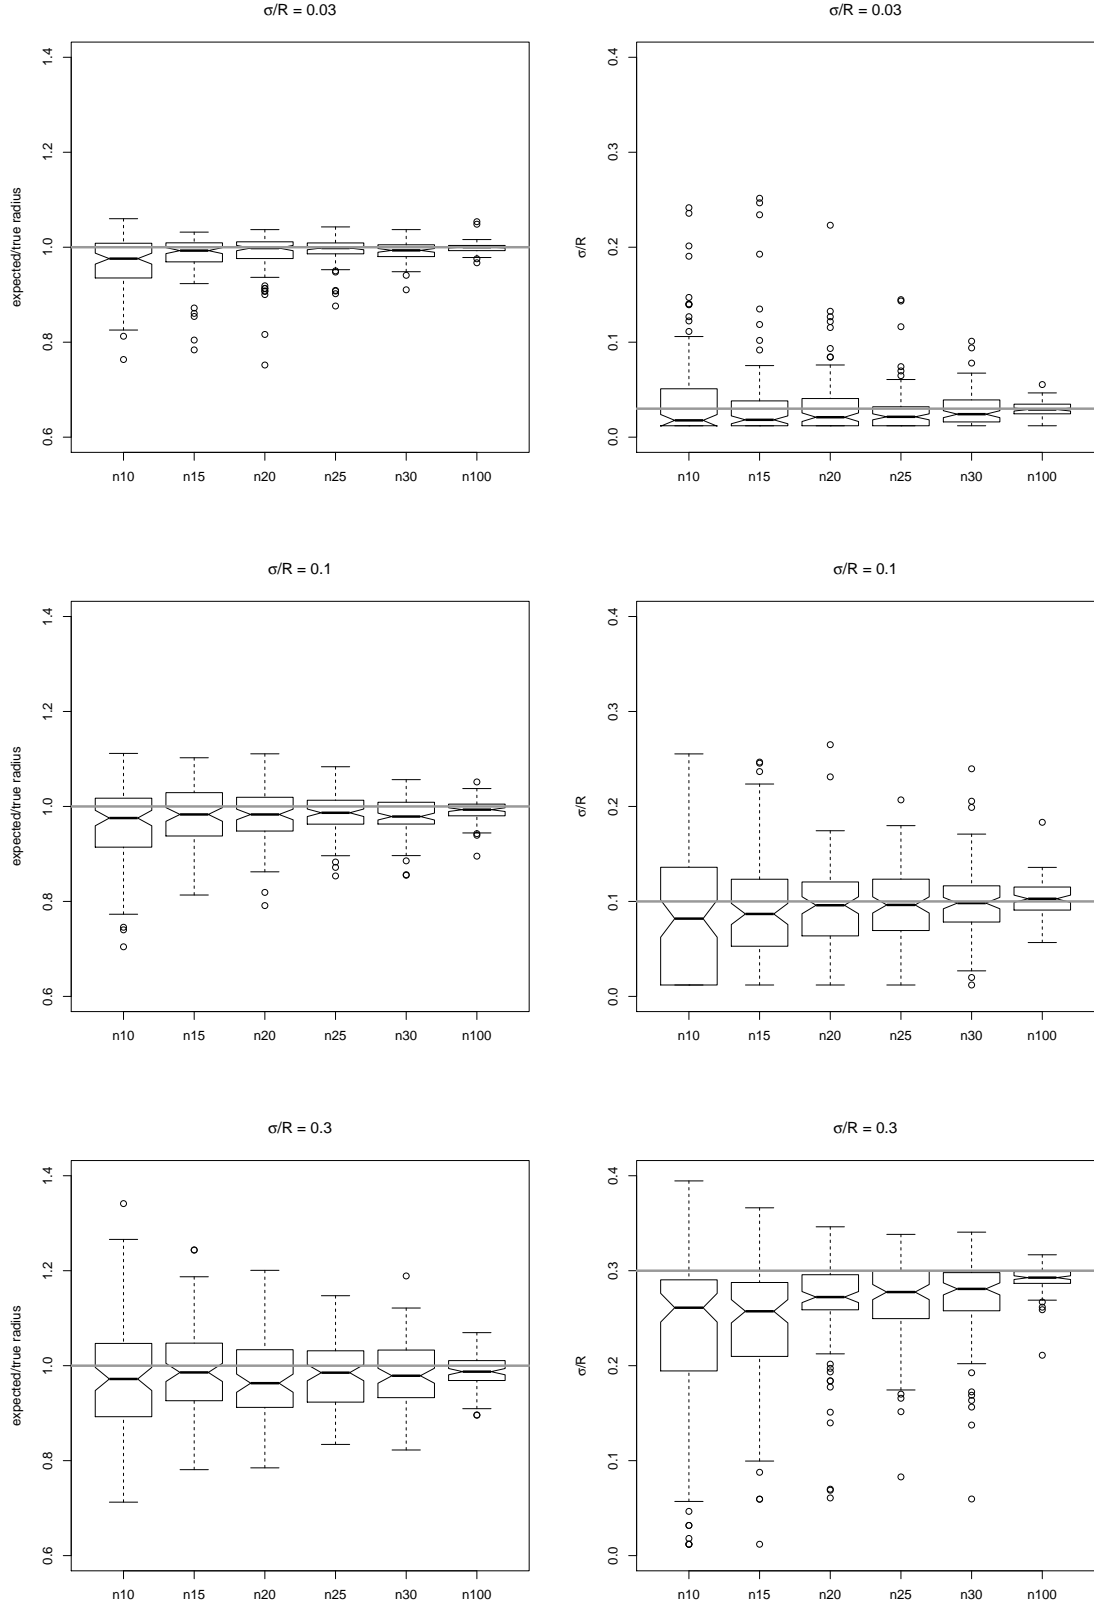 σ/R = 0.03
expected/true radius
1.4
1.2
1.0
0.8
0.6
n10 n15 n20 n25 n30 n100
σ/R = 0.03
σ/R
0.4
0.3
0.2
0.1
0.0
n10 n15 n20 n25 n30 n100
σ/R = 0.1
expected/true radius
1.4
1.2
1.0
0.8
0.6
n10 n15 n20 n25 n30 n100
σ/R = 0.1
σ/R
0.4
0.3
0.2
0.1
0.0
n10 n15 n20 n25 n30 n100
σ/R = 0.3
expected/true radius
1.4
1.2
1.0
0.8
0.6
n10 n15 n20 n25 n30 n100
σ/R = 0.3
σ/R
0.4
0.3
0.2
0.1
0.0
n10 n15 n20 n25 n30 n100